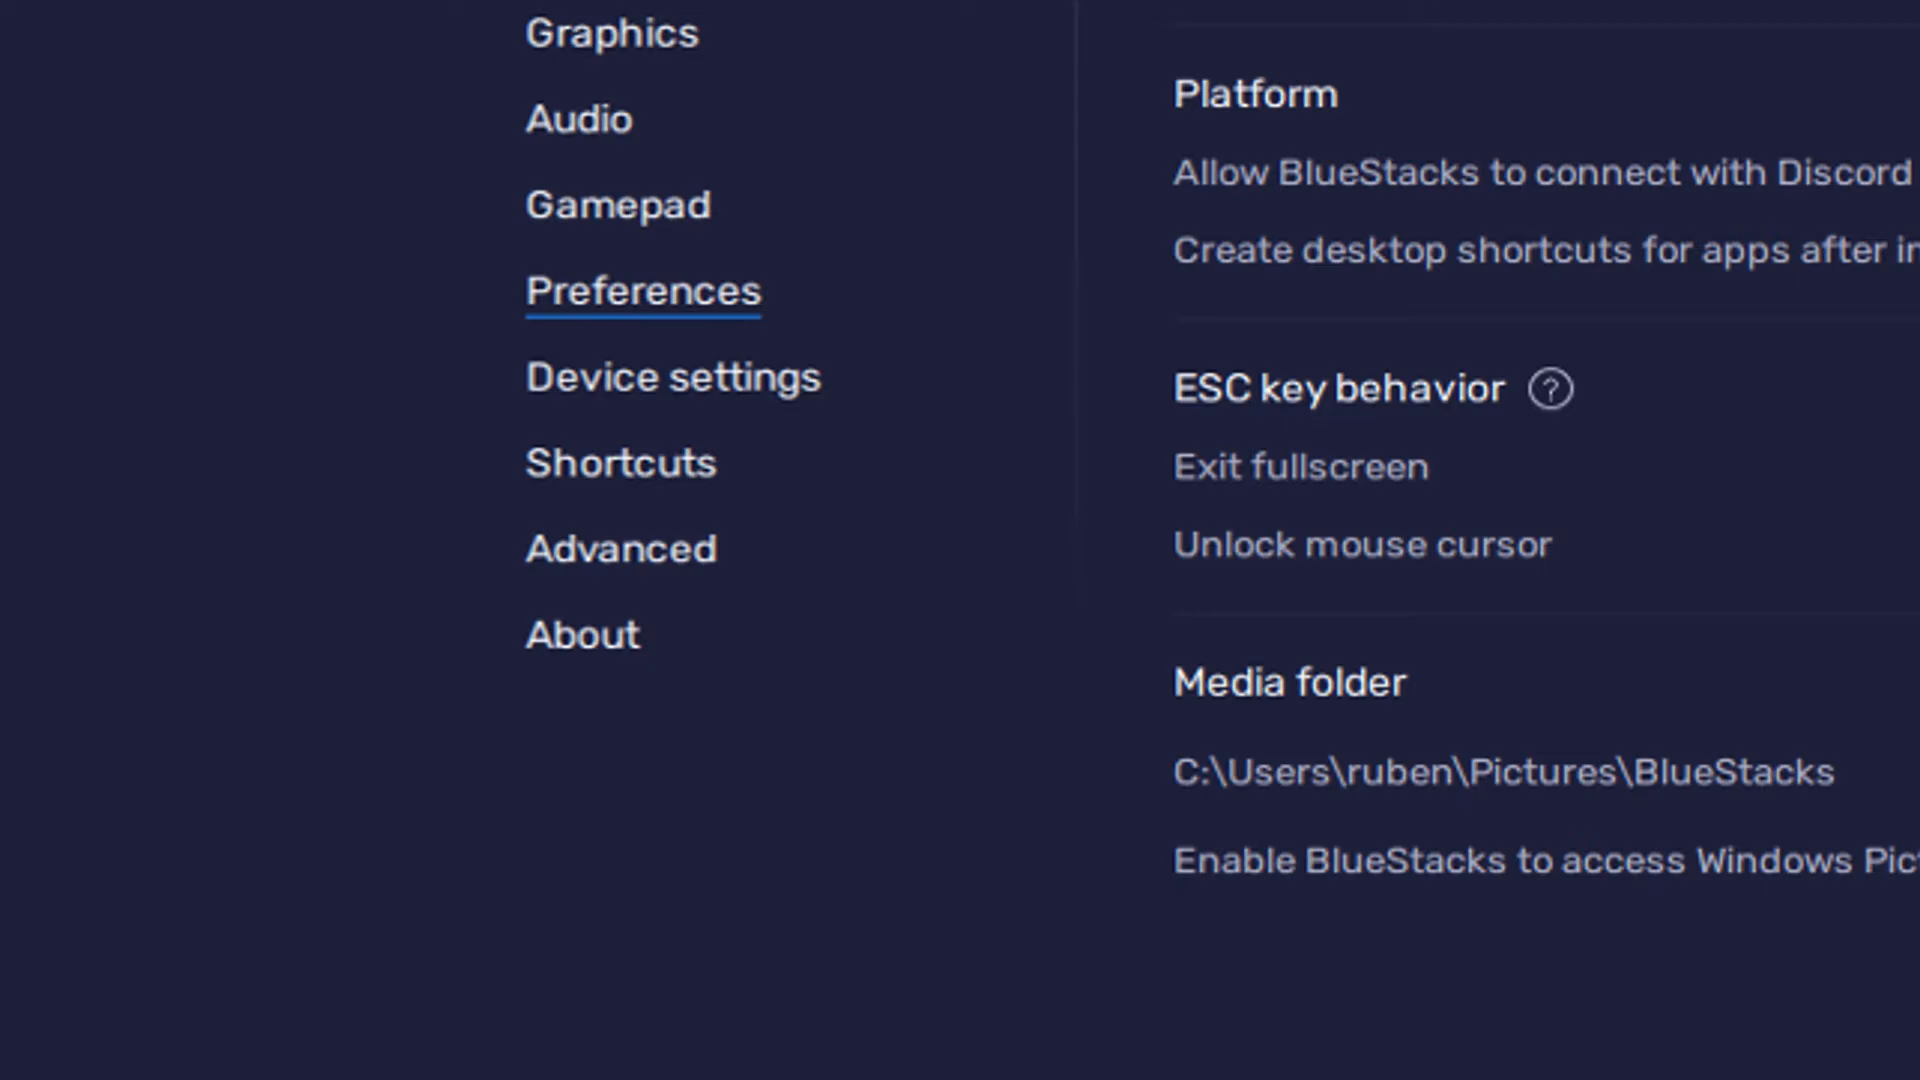 Graphics
Audio
Gamepad
Preferences
Device settings
Shortcuts
Advanced
About
Platform
Allow BlueStacks to connect with Discord
Create desktop shortcuts for apps after
ESC key behavior ?
Exit fullscreen
Unlock mouse cursor
Media folder
C:\Users\ruben\Pictures\BlueStacks
Enable BlueStacks to access Windows